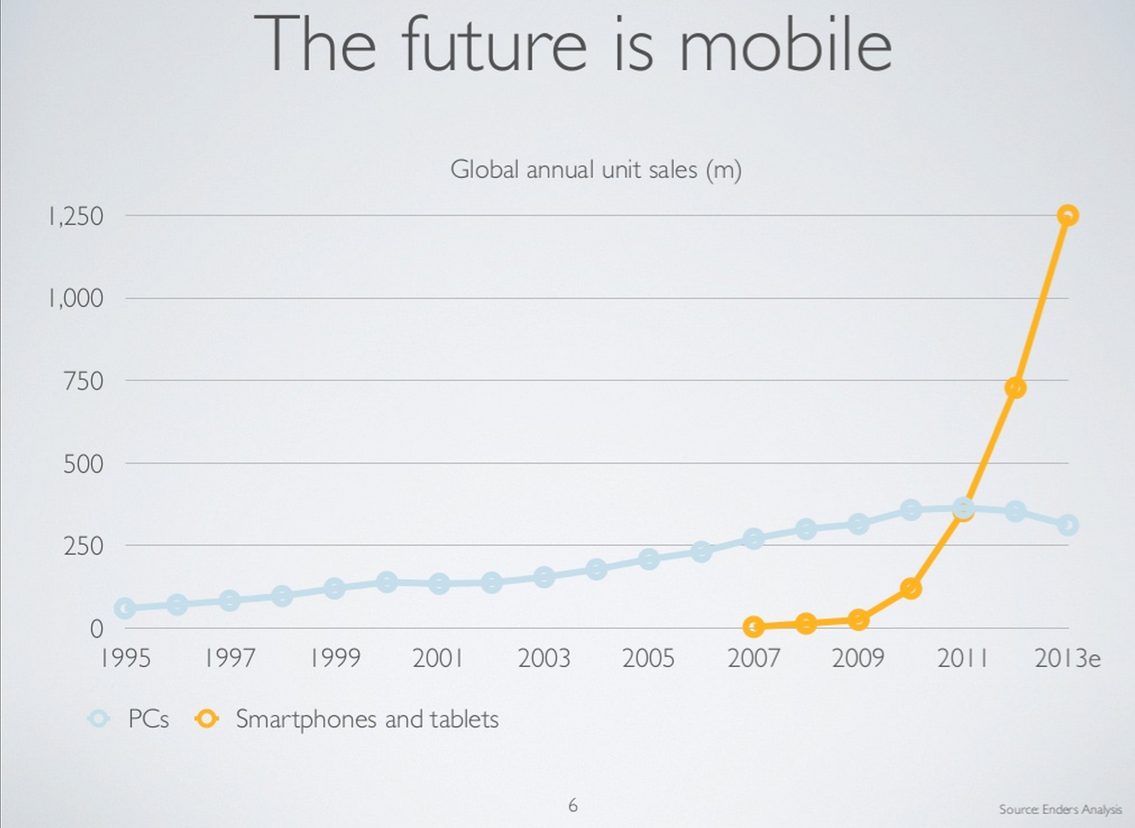 The future is mobile
Global annual unit sales (m)
1,250
1,000
750
500
250
0
1995 1997 1999 2001 2003 2005 2007 2009 2011 2013e
PCs Smartphones and tablets
6
Source: Enders Analysis